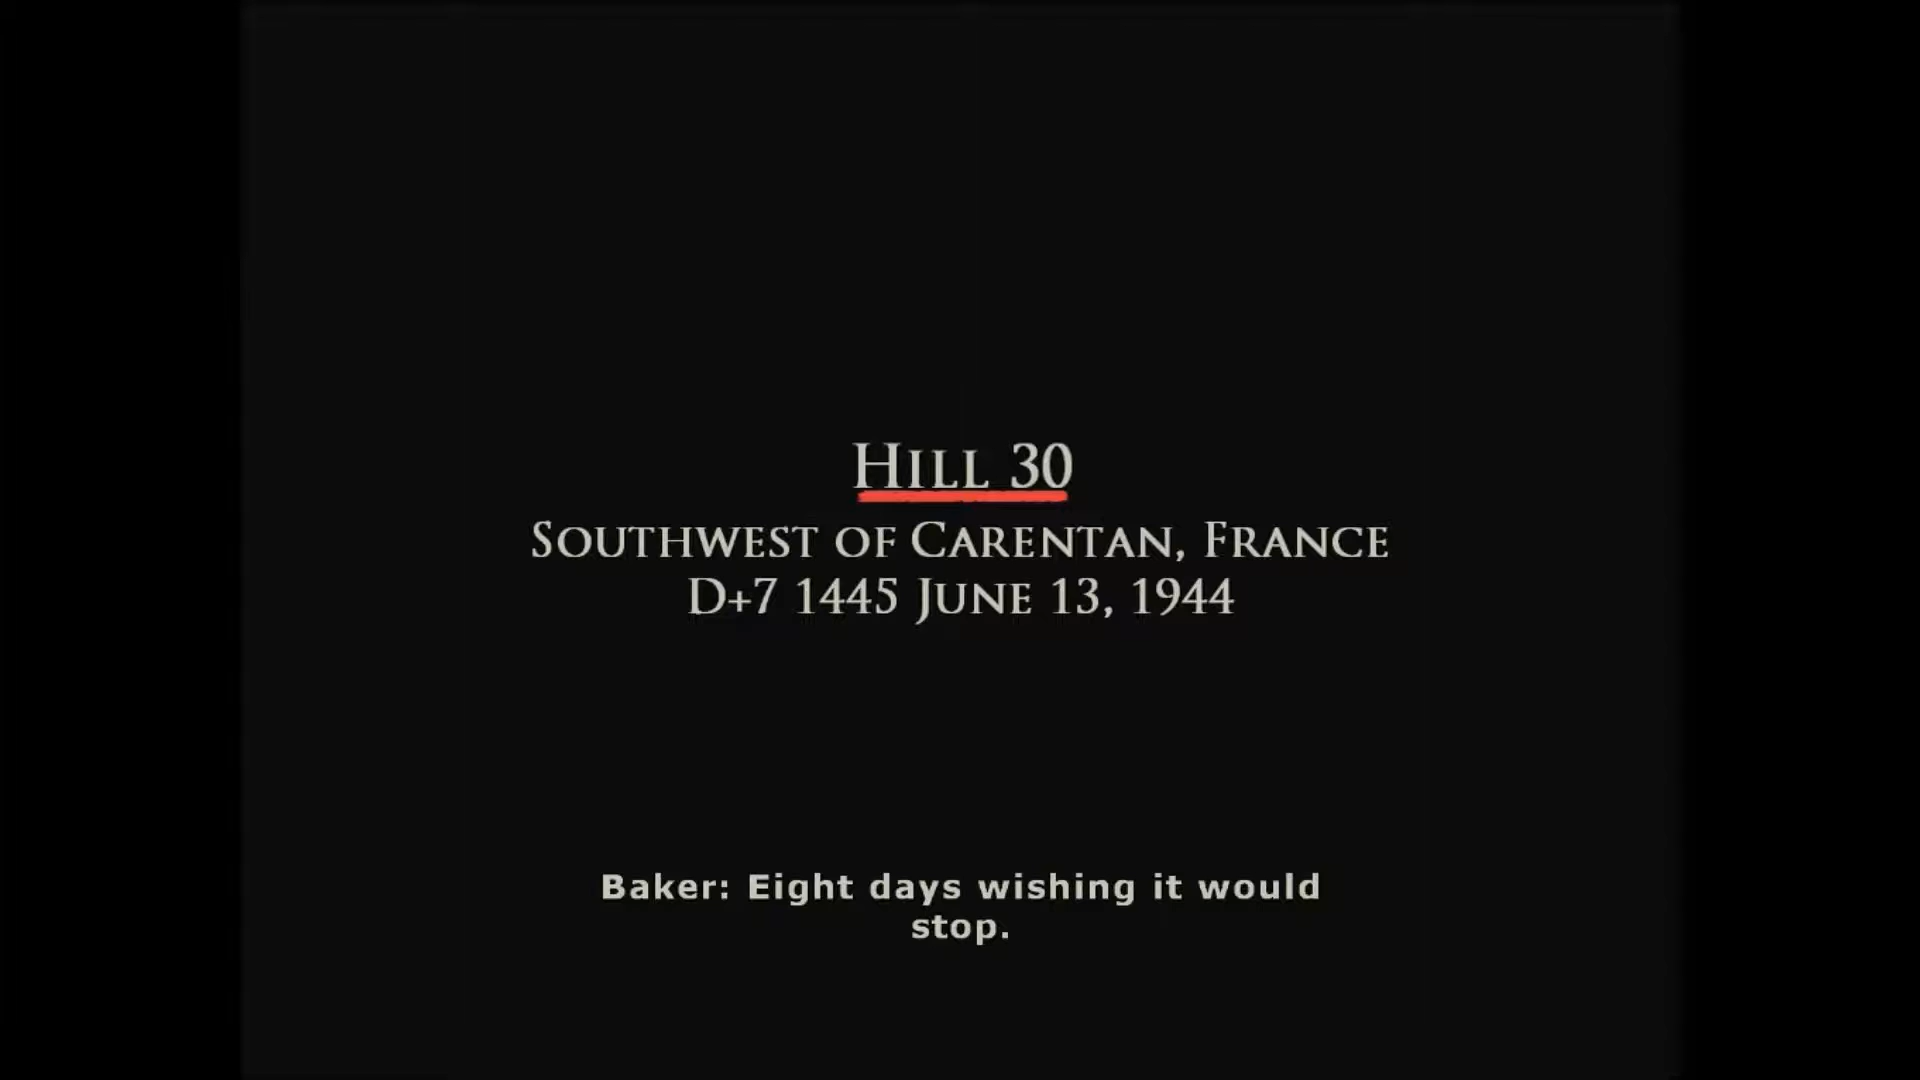 Hill 30
Southwest of Carentan, France
D+7 1445 June 13, 1944
Baker: Eight days wishing it would
stop.